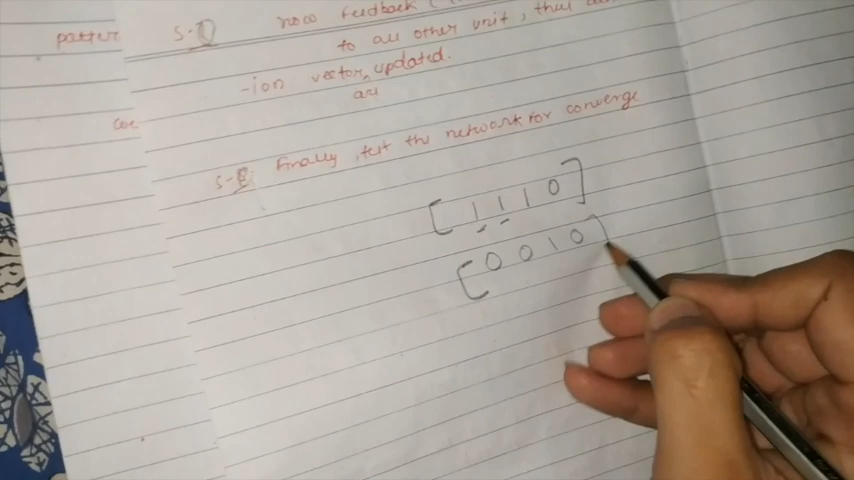 now feedback
patter S-
to all other unit, thus
-ion vector, updated.
are
S-8 Finally, test the network for converge
[ 1 1 1 0 ]
[ 0 0 1 0 ]